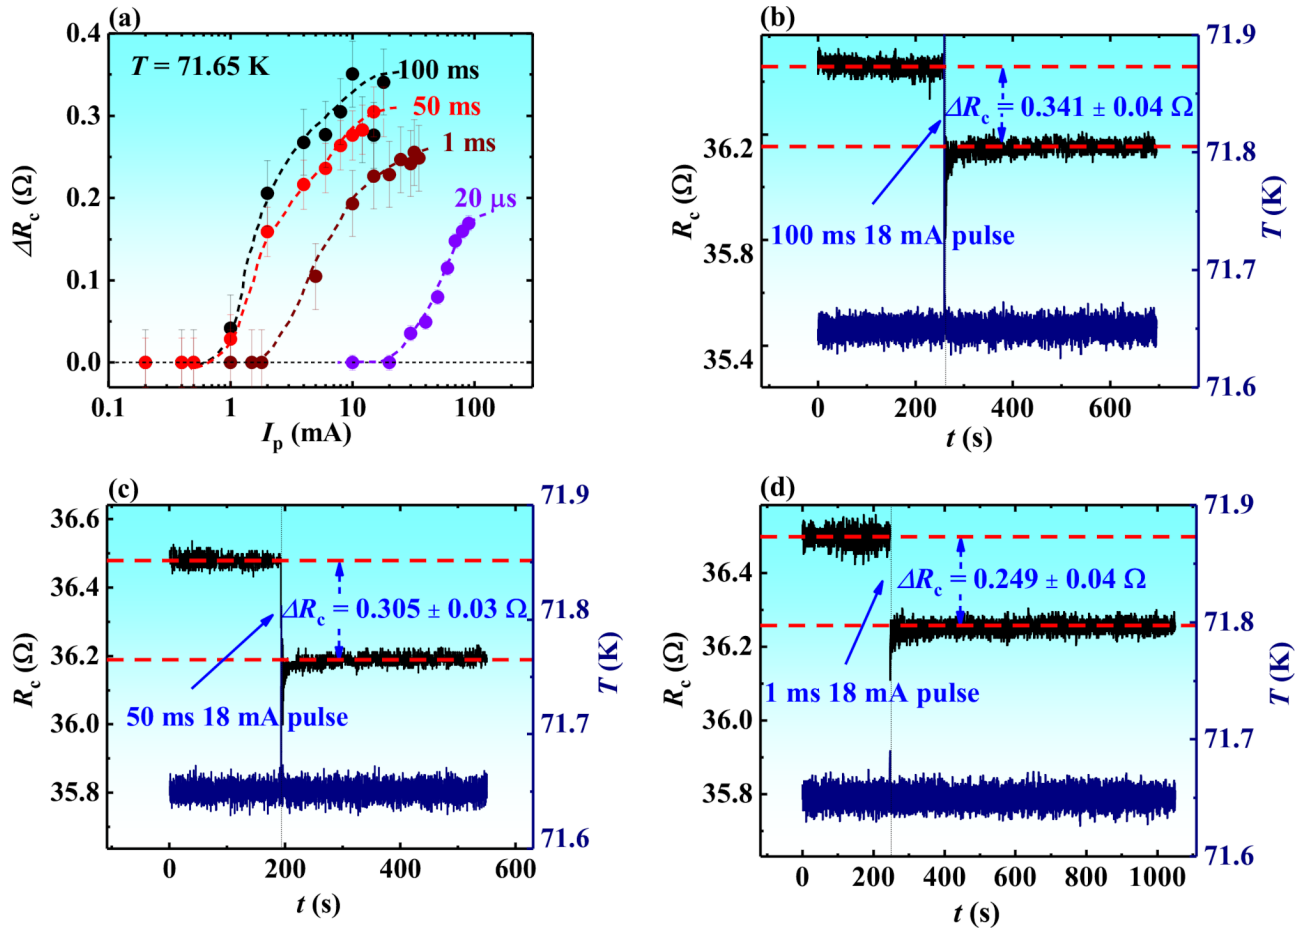 (a)
T = 71.65 K
100 ms
50 ms
1 ms
20 μs
0.4
0.3
0.2
0.1
0.0
ΔRc (Ω)
0.1 1 10 100
Ip (mA)
(b)
ΔRc = 0.341 ± 0.04 Ω
100 ms 18 mA pulse
36.2
35.8
35.4
Rc (Ω)
71.9
71.8
71.7
71.6
T (K)
0 200 400 600
t (s)
(c)
ΔRc = 0.305 ± 0.03 Ω
50 ms 18 mA pulse
36.6
36.4
36.2
36.0
35.8
Rc (Ω)
71.9
71.8
71.7
71.6
T (K)
0 200 400 600
t (s)
(d)
ΔRc = 0.249 ± 0.04 Ω
1 ms 18 mA pulse
36.4
36.2
36.0
35.8
Rc (Ω)
71.9
71.8
71.7
71.6
T (K)
0 200 400 600 800 1000
t (s)